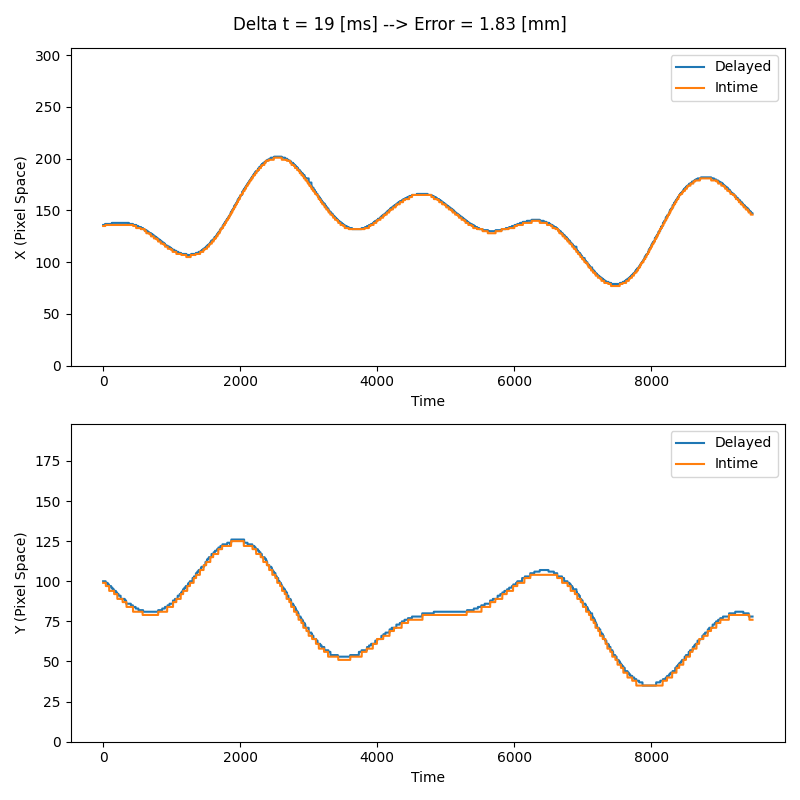 Delta t = 19 [ms] --> Error = 1.83 [mm]
300
250
200
150
100
50
0
X (Pixel Space)
Delayed
Intime
0 2000 4000 6000 8000
Time
175
150
125
100
75
50
25
0
Y (Pixel Space)
Delayed
Intime
0 2000 4000 6000 8000
Time